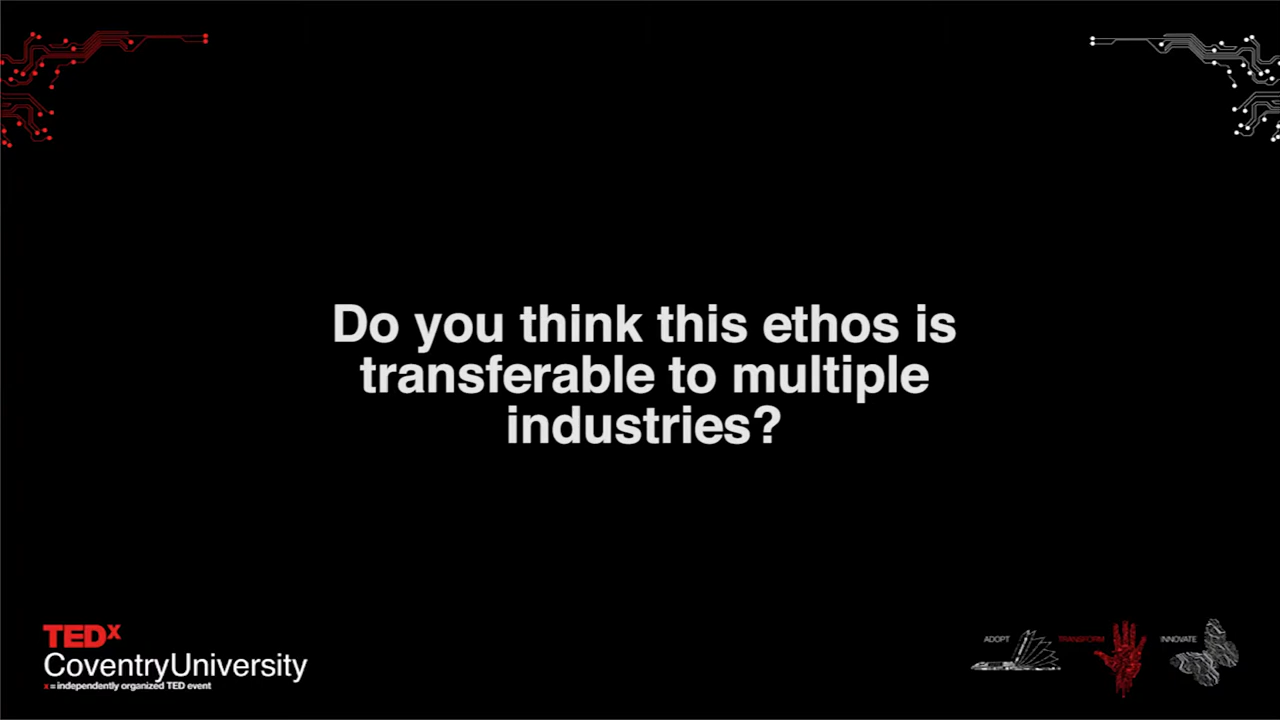 Do you think this ethos is
transferable to multiple
industries?
TEDx
CoventryUniversity
x = independently organized TED event
ADOPT
TRANSFORM
INNOVATE